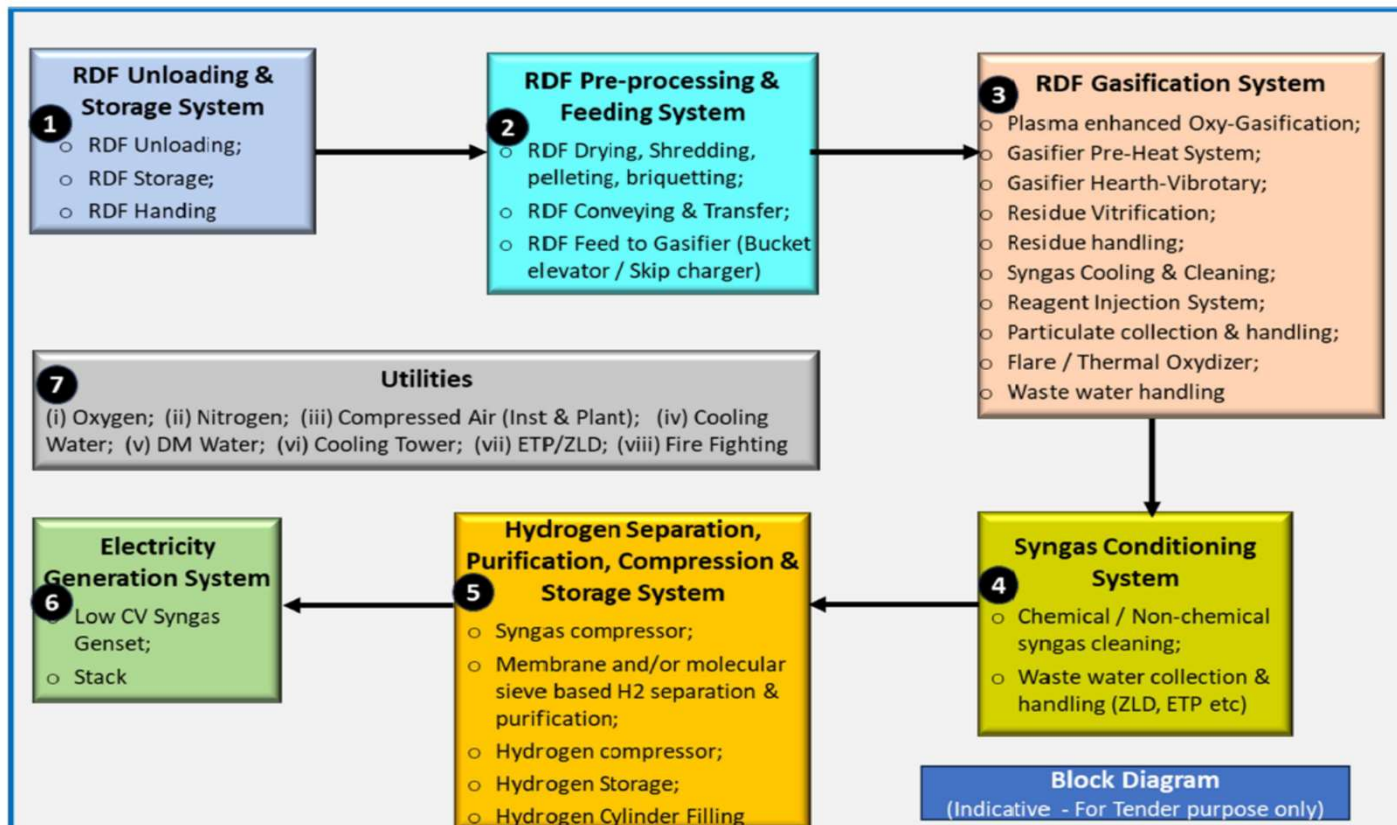 RDF Unloading &
Storage System
1
o RDF Unloading;
o RDF Storage;
o RDF Handing
RDF Pre-processing &
Feeding System
2
o RDF Drying, Shredding,
pelleting, briquetting;
o RDF Conveying & Transfer;
o RDF Feed to Gasifier (Bucket
elevator / Skip charger)
3
RDF Gasification System
o Plasma enhanced Oxy-Gasification;
o Gasifier Pre-Heat System;
o Gasifier Hearth-Vibrotary;
o Residue Vitrification;
o Residue handling;
o Syngas Cooling & Cleaning;
o Reagent Injection System;
o Particulate collection & handling;
o Flare / Thermal Oxydizer;
o Waste water handling
7
Utilities
(i) Oxygen; (ii) Nitrogen; (iii) Compressed Air (Inst & Plant); (iv) Cooling
Water; (v) DM Water; (vi) Cooling Tower; (vii) ETP/ZLD; (viii) Fire Fighting
Electricity
Generation System
6
o Low CV Syngas
Genset;
o Stack
Hydrogen Separation,
Purification, Compression &
Storage System
5
o Syngas compressor;
o Membrane and/or molecular
sieve based H2 separation &
purification;
o Hydrogen compressor;
o Hydrogen Storage;
o Hydrogen Cylinder Filling
Syngas Conditioning
System
4
o Chemical / Non-chemical
syngas cleaning;
o Waste water collection &
handling (ZLD, ETP etc)
Block Diagram
(Indicative - For Tender purpose only)